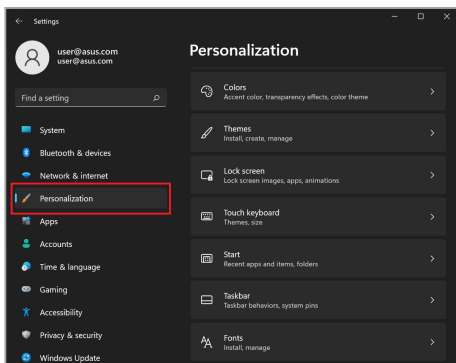 Settings
user@asus.com
user@asus.com
Find a setting
System
Bluetooth & devices
Network & internet
Personalization
Apps
Accounts
Time & language
Gaming
Accessibility
Privacy & security
Windows Update
Personalization
Colors
Accent color, transparency effects, color theme
Themes
Install, create, manage
Lock screen
Lock screen images, apps, animations
Touch keyboard
Themes, size
Start
Recent apps and items, folders
Taskbar
Taskbar behaviors, system pins
Fonts
Install, manage